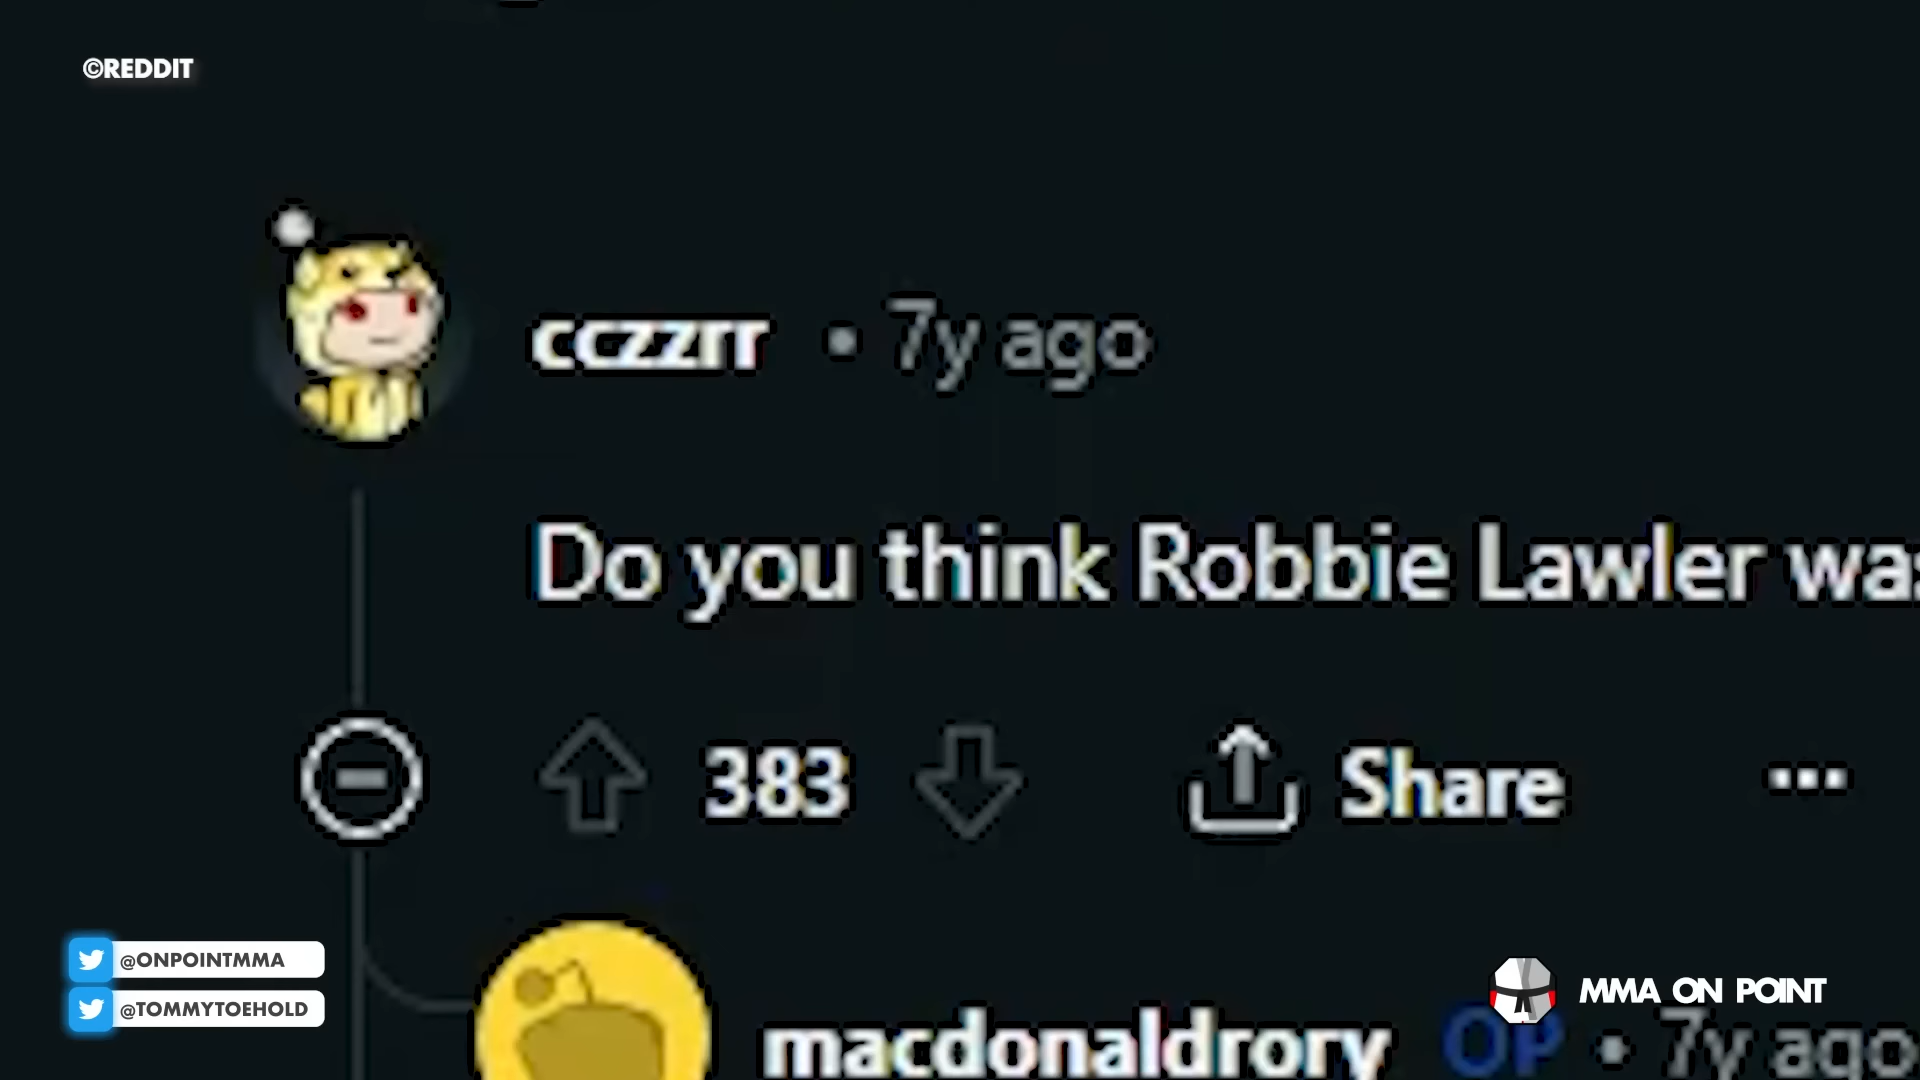 ©REDDIT
cczzrr • 7y ago
Do you think Robbie Lawler was
383 Share ...
@ONPOINTMMA
@TOMMYTOEHOLD
MMA ON POINT
macdonaldrory OP • 7y ago